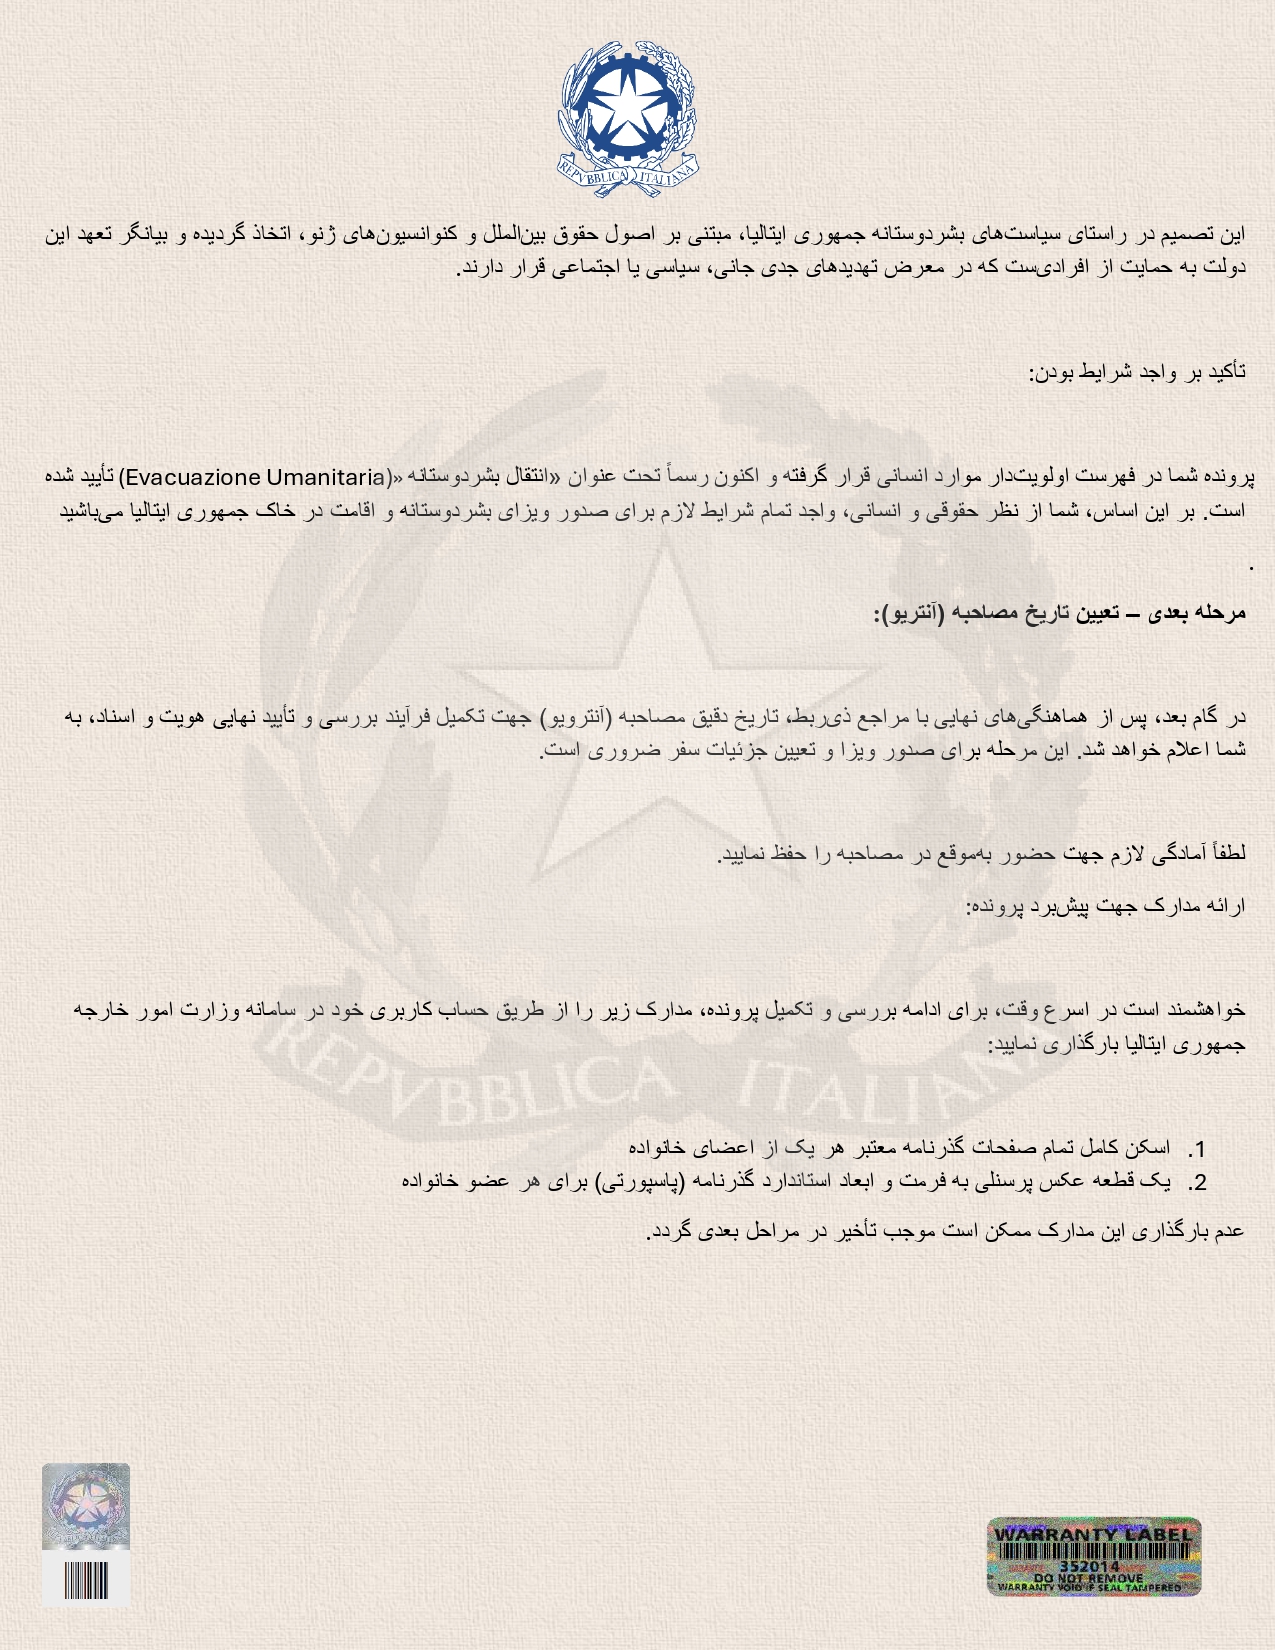 REPVBBLICA ITALIANA
این تصمیم در راستای سیاست‌های بشردوستانه جمهوری ایتالیا، مبتنی بر اصول حقوق بین‌الملل و کنوانسیون‌های ژنو، اتخاذ گردیده و بیانگر تعهد این
دولت به حمایت از افرادی‌ست که در معرض تهدیدهای جدی جانی، سیاسی یا اجتماعی قرار دارند.
تأکید بر واجد شرایط بودن:
پرونده شما در فهرست اولویت‌دار موارد انسانی قرار گرفته و اکنون رسماً تحت عنوان «انتقال بشردوستانه «(Evacuazione Umanitaria) تأیید شده
است. بر این اساس، شما از نظر حقوقی و انسانی، واجد تمام شرایط لازم برای صدور ویزای بشردوستانه و اقامت در خاک جمهوری ایتالیا می‌باشید
.
مرحله بعدی – تعیین تاریخ مصاحبه (آنتریو):
در گام بعد، پس از هماهنگی‌های نهایی با مراجع ذی‌ربط، تاریخ دقیق مصاحبه (آنترویو) جهت تکمیل فرآیند بررسی و تأیید نهایی هویت و اسناد، به
شما اعلام خواهد شد. این مرحله برای صدور ویزا و تعیین جزئیات سفر ضروری است.
لطفاً آمادگی لازم جهت حضور به‌موقع در مصاحبه را حفظ نمایید.
ارائه مدارک جهت پیش‌برد پرونده:
خواهشمند است در اسرع وقت، برای ادامه بررسی و تکمیل پرونده، مدارک زیر را از طریق حساب کاربری خود در سامانه وزارت امور خارجه
جمهوری ایتالیا بارگذاری نمایید:
REPVBBLICA ITALIANA
1. اسکن کامل تمام صفحات گذرنامه معتبر هر یک از اعضای خانواده
2. یک قطعه عکس پرسنلی به فرمت و ابعاد استاندارد گذرنامه (پاسپورتی) برای هر عضو خانواده
عدم بارگذاری این مدارک ممکن است موجب تأخیر در مراحل بعدی گردد.
WARRANTY LABEL
352014
DO NOT REMOVE
WARRANTY VOID IF SEAL TAMPERED